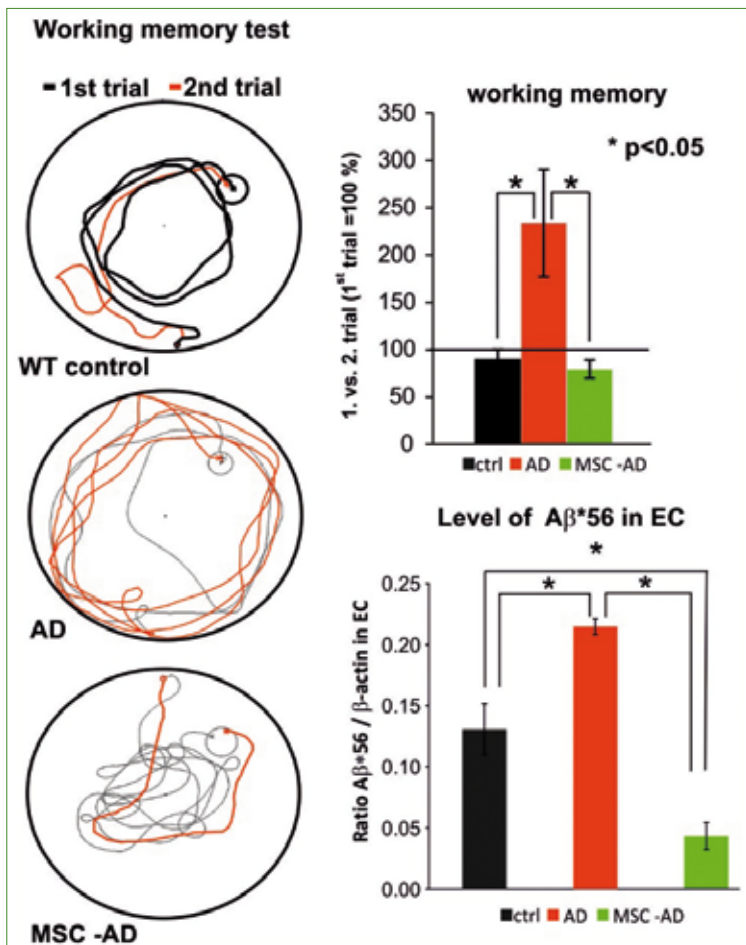 Working memory test
1st trial 2nd trial
WT control
AD
MSC -AD
working memory
* p<0.05
350
300
250
200
150
100
50
0
1. vs. 2. trial (1st trial =100 %)
* *
ctrl AD MSC -AD
Level of Aβ*56 in EC
*
* *
0.25
0.20
0.15
0.10
0.05
0.00
Ratio Aβ*56 / β-actin in EC
ctrl AD MSC -AD